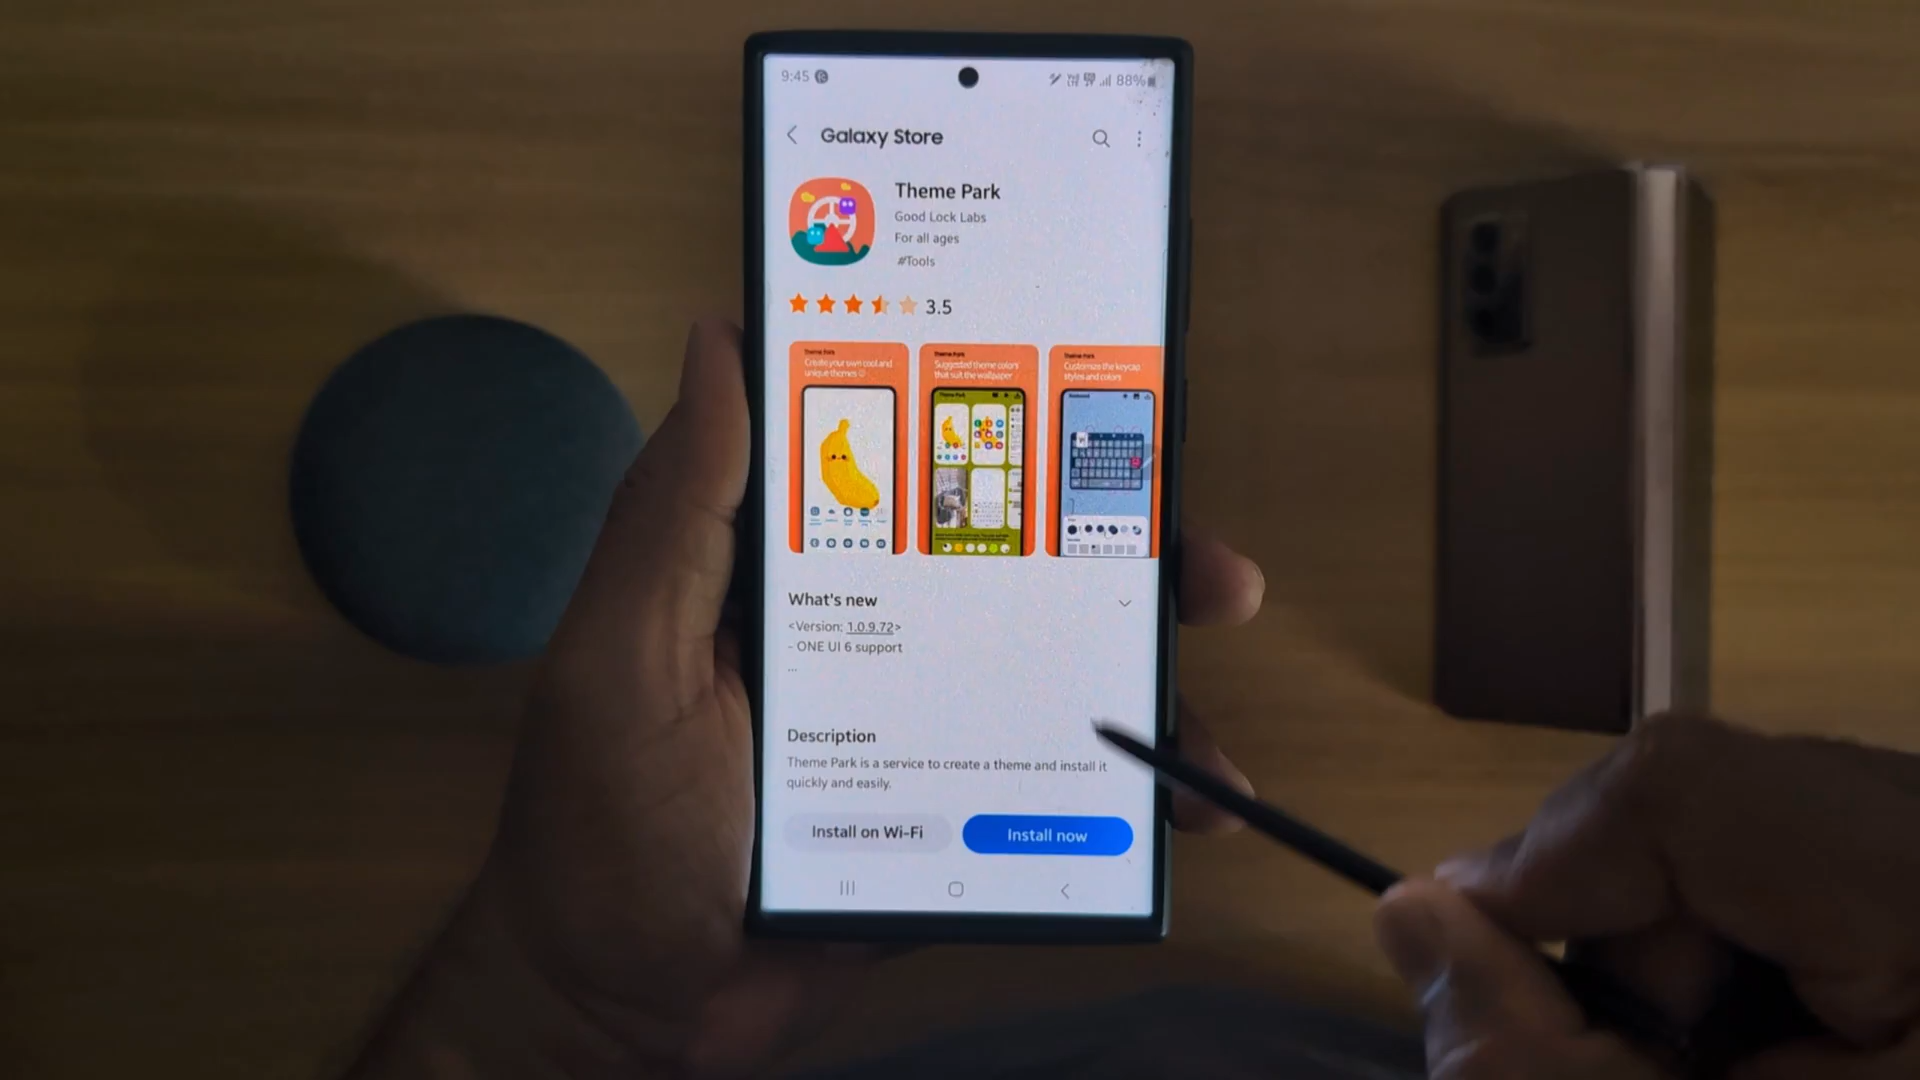 9:45
88%
Galaxy Store
Theme Park
Good Lock Labs
For all ages
#Tools
3.5
Theme Park
Create your own cool and
unique themes
Theme Park
Suggested theme colors
that suit the wallpaper
Theme Park
Customize the keycap
styles and colors
Theme Park
What's new
<Version: 1.0.9.72>
- ONE UI 6 support
...
Description
Theme Park is a service to create a theme and install it
quickly and easily.
Install on Wi-Fi
Install now